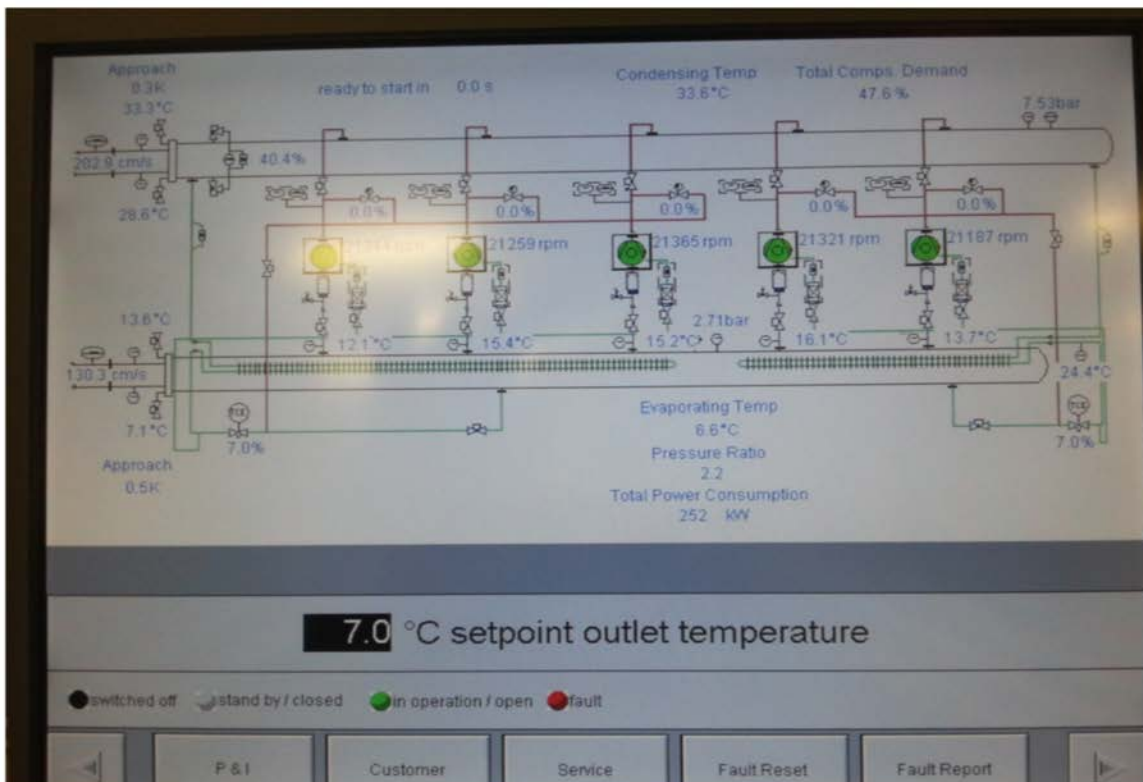 Approach
0.3K
33.3°C
ready to start in 0.0 s
Condensing Temp
33.6°C
Total Comps. Demand
47.6 %
7.53bar
202.9 cm/s
40.4%
28.6°C
0.0%
0.0%
0.0%
0.0%
0.0%
rpm
21259 rpm
21365 rpm
21321 rpm
21187 rpm
13.6°C
12.1°C
15.4°C
15.2°C
2.71bar
16.1°C
13.7°C
130.3 cm/s
24.4°C
7.1°C
7.0%
7.0%
Approach
0.5K
Evaporating Temp
6.6°C
Pressure Ratio
2.2
Total Power Consumption
252 kW
7.0 °C setpoint outlet temperature
switched off
stand by / closed
in operation / open
fault
P & I
Customer
Service
Fault Reset
Fault Report